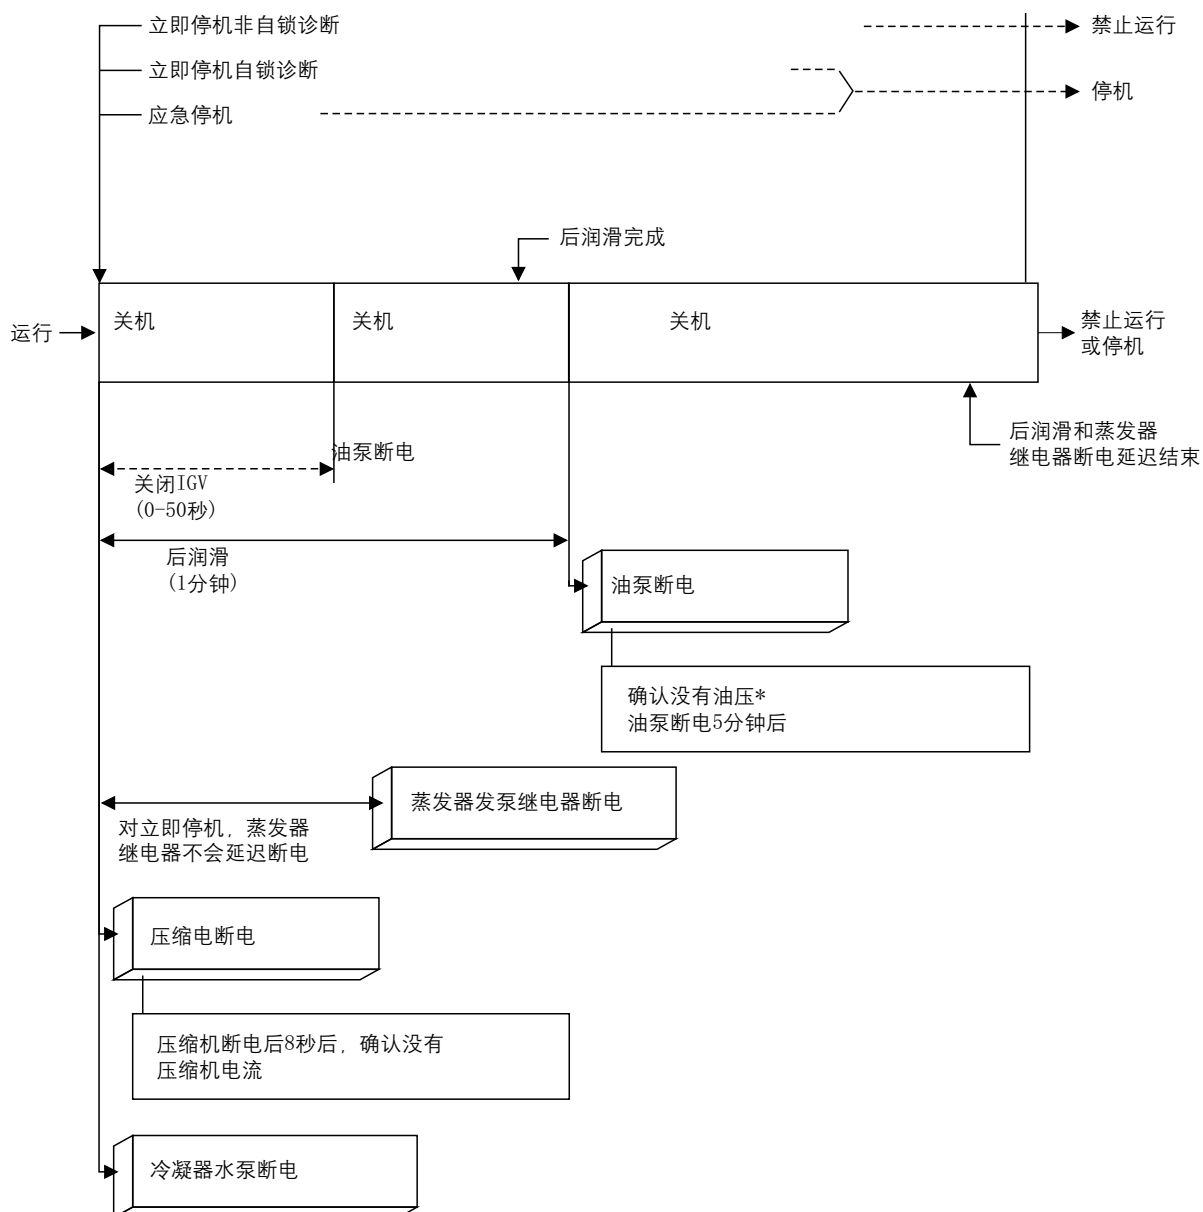 立即停机非自锁诊断
禁止运行
立即停机自锁诊断
停机
应急停机
后润滑完成
运行
关机
关机
关机
禁止运行
或停机
后润滑和蒸发器
继电器断电延迟结束
油泵断电
关闭IGV
(0-50秒)
后润滑
(1分钟)
油泵断电
确认没有油压*
油泵断电5分钟后
蒸发器发泵继电器断电
对立即停机，蒸发器
继电器不会延迟断电
压缩电断电
压缩机断电后8秒后，确认没有
压缩机电流
冷凝器水泵断电